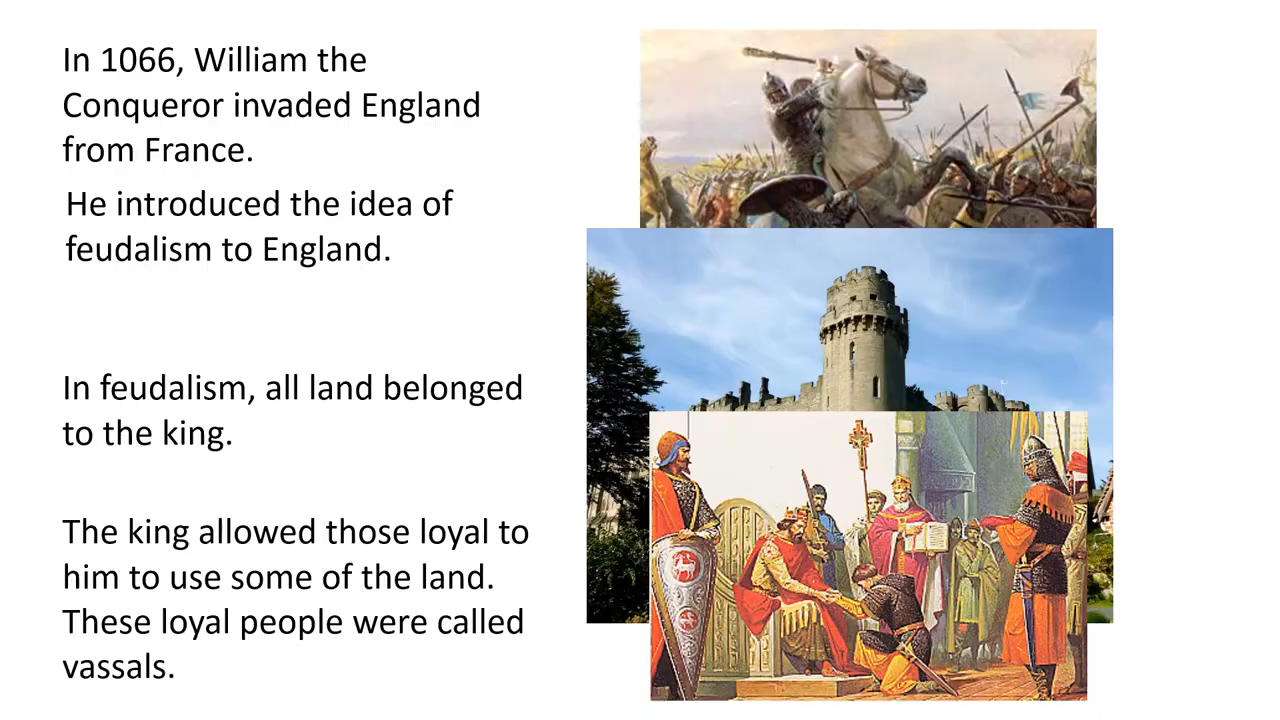 In 1066, William the
Conqueror invaded England
from France.
He introduced the idea of
feudalism to England.
In feudalism, all land belonged
to the king.
The king allowed those loyal to
him to use some of the land.
These loyal people were called
vassals.